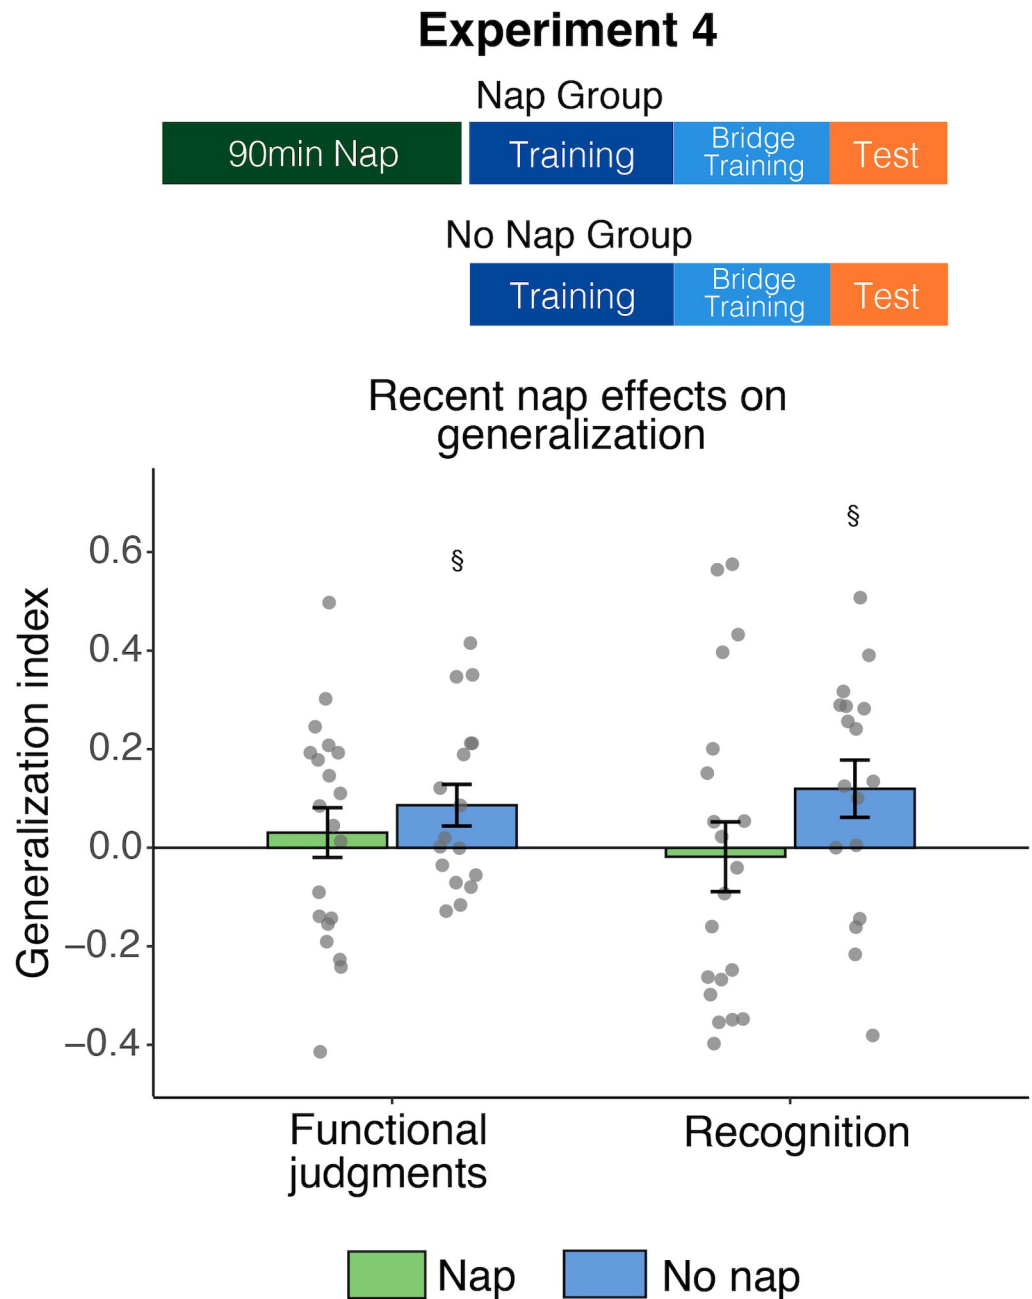 Experiment 4
Nap Group
90min Nap
Training
Bridge
Training
Test
No Nap Group
Training
Bridge
Training
Test
Recent nap effects on
generalization
§
§
Generalization index
0.6
0.4
0.2
0.0
−0.2
−0.4
Functional
judgments
Recognition
Nap
No nap